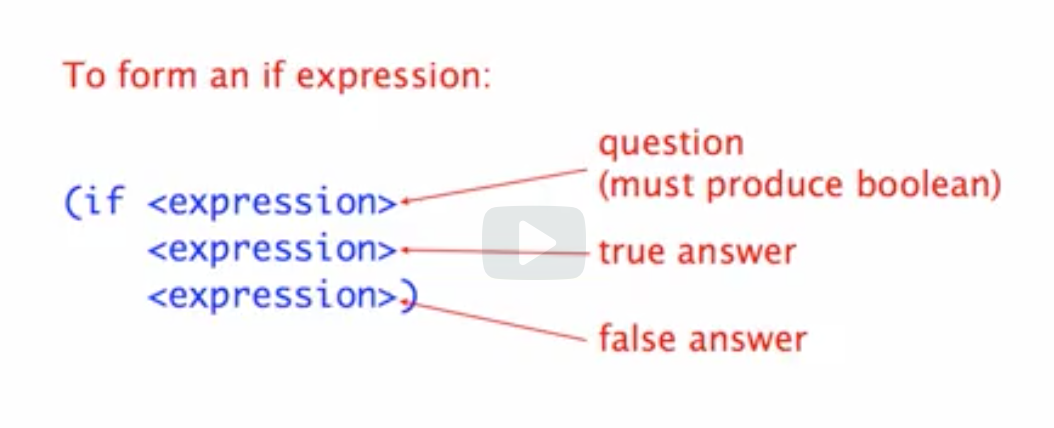 To form an if expression:
question
(must produce boolean)
(if <expression>
<expression>
true answer
<expression>)
false answer